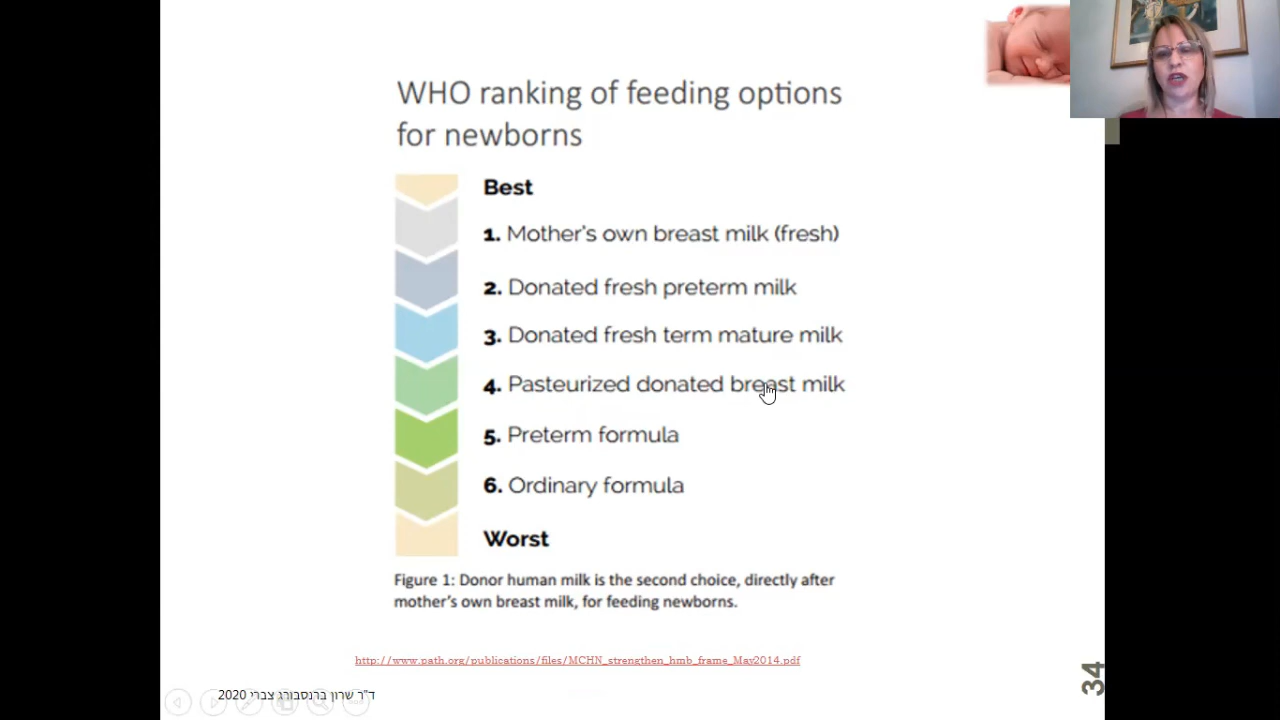 WHO ranking of feeding options
for newborns
Best
1. Mother's own breast milk (fresh)
2. Donated fresh preterm milk
3. Donated fresh term mature milk
4. Pasteurized donated breast milk
5. Preterm formula
6. Ordinary formula
Worst
Figure 1: Donor human milk is the second choice, directly after
mother's own breast milk, for feeding newborns.
http://www.path.org/publications/files/MCHN_strengthen_hmb_frame_May2014.pdf
ד"ר שרון ברנסבורג צברי 2020
34